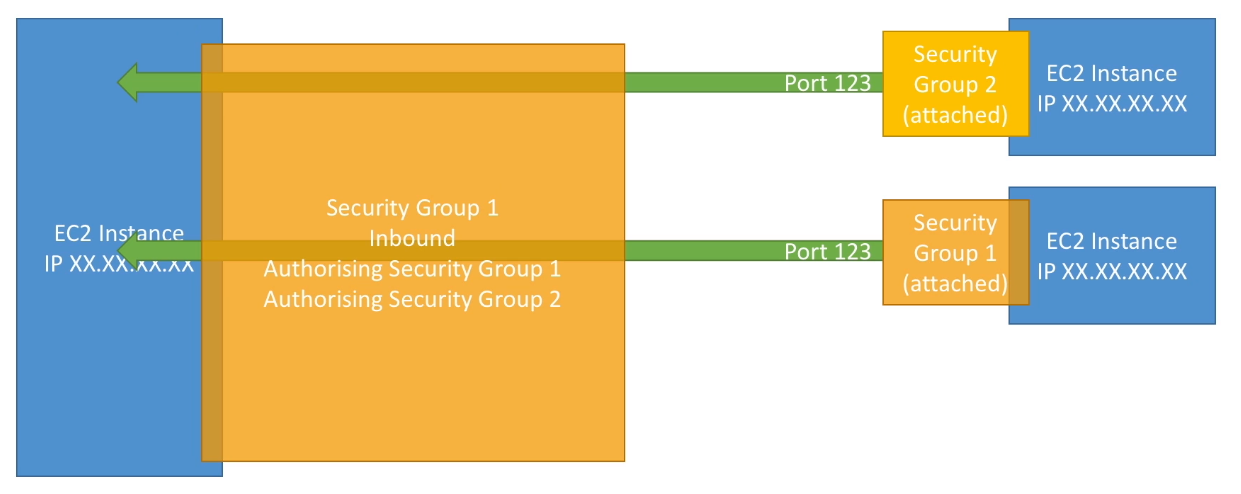 EC2 Instance
IP XX.XX.XX.XX
Security Group 1
Inbound
Authorising Security Group 1
Authorising Security Group 2
Port 123
Security
Group 2
(attached)
EC2 Instance
IP XX.XX.XX.XX
Port 123
Security
Group 1
(attached)
EC2 Instance
IP XX.XX.XX.XX